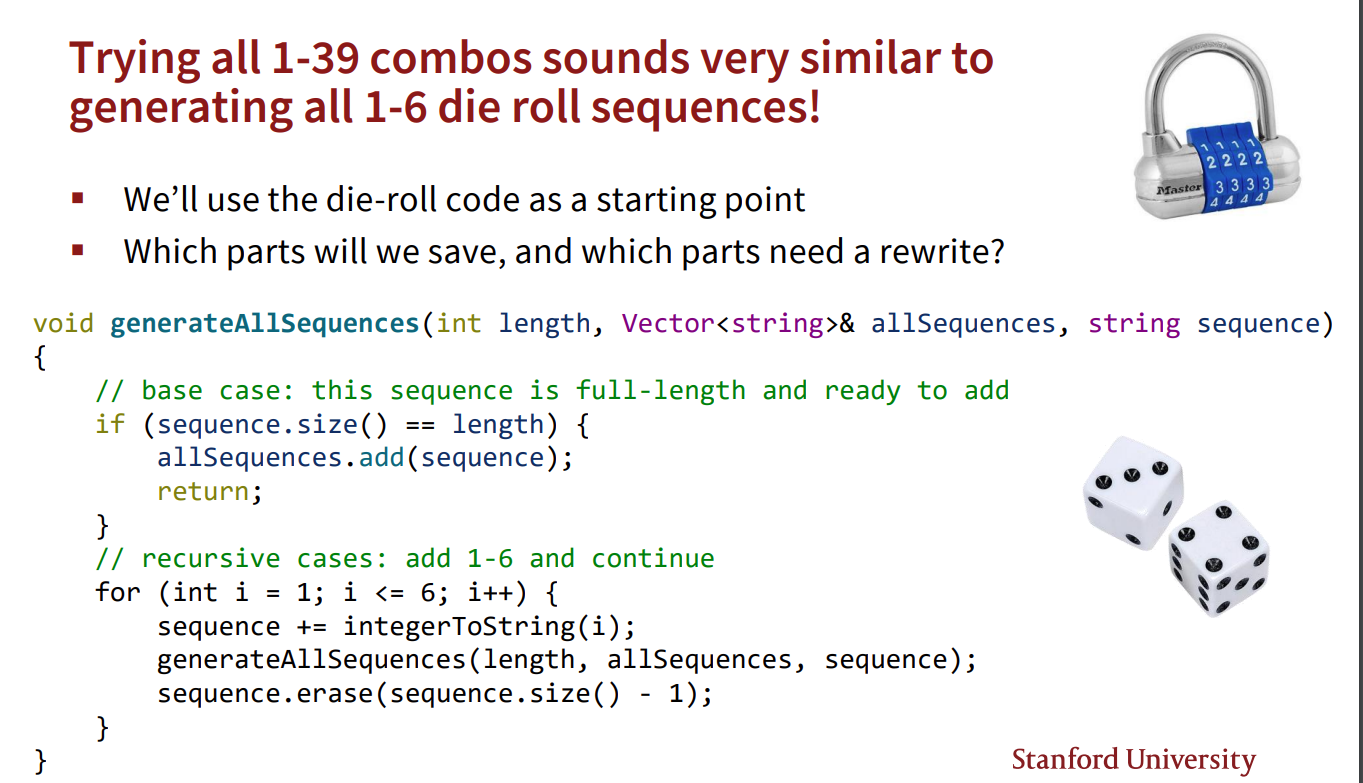 Trying all 1-39 combos sounds very similar to
generating all 1-6 die roll sequences!
1 1 1 1
2 2 2 2
Master
3 3 3 3
4 4 4 4
▪ We’ll use the die-roll code as a starting point
▪ Which parts will we save, and which parts need a rewrite?
void generateAllSequences(int length, Vector<string>& allSequences, string sequence)
{
    // base case: this sequence is full-length and ready to add
    if (sequence.size() == length) {
        allSequences.add(sequence);
        return;
    }
    // recursive cases: add 1-6 and continue
    for (int i = 1; i <= 6; i++) {
        sequence += integerToString(i);
        generateAllSequences(length, allSequences, sequence);
        sequence.erase(sequence.size() - 1);
    }
}
Stanford University